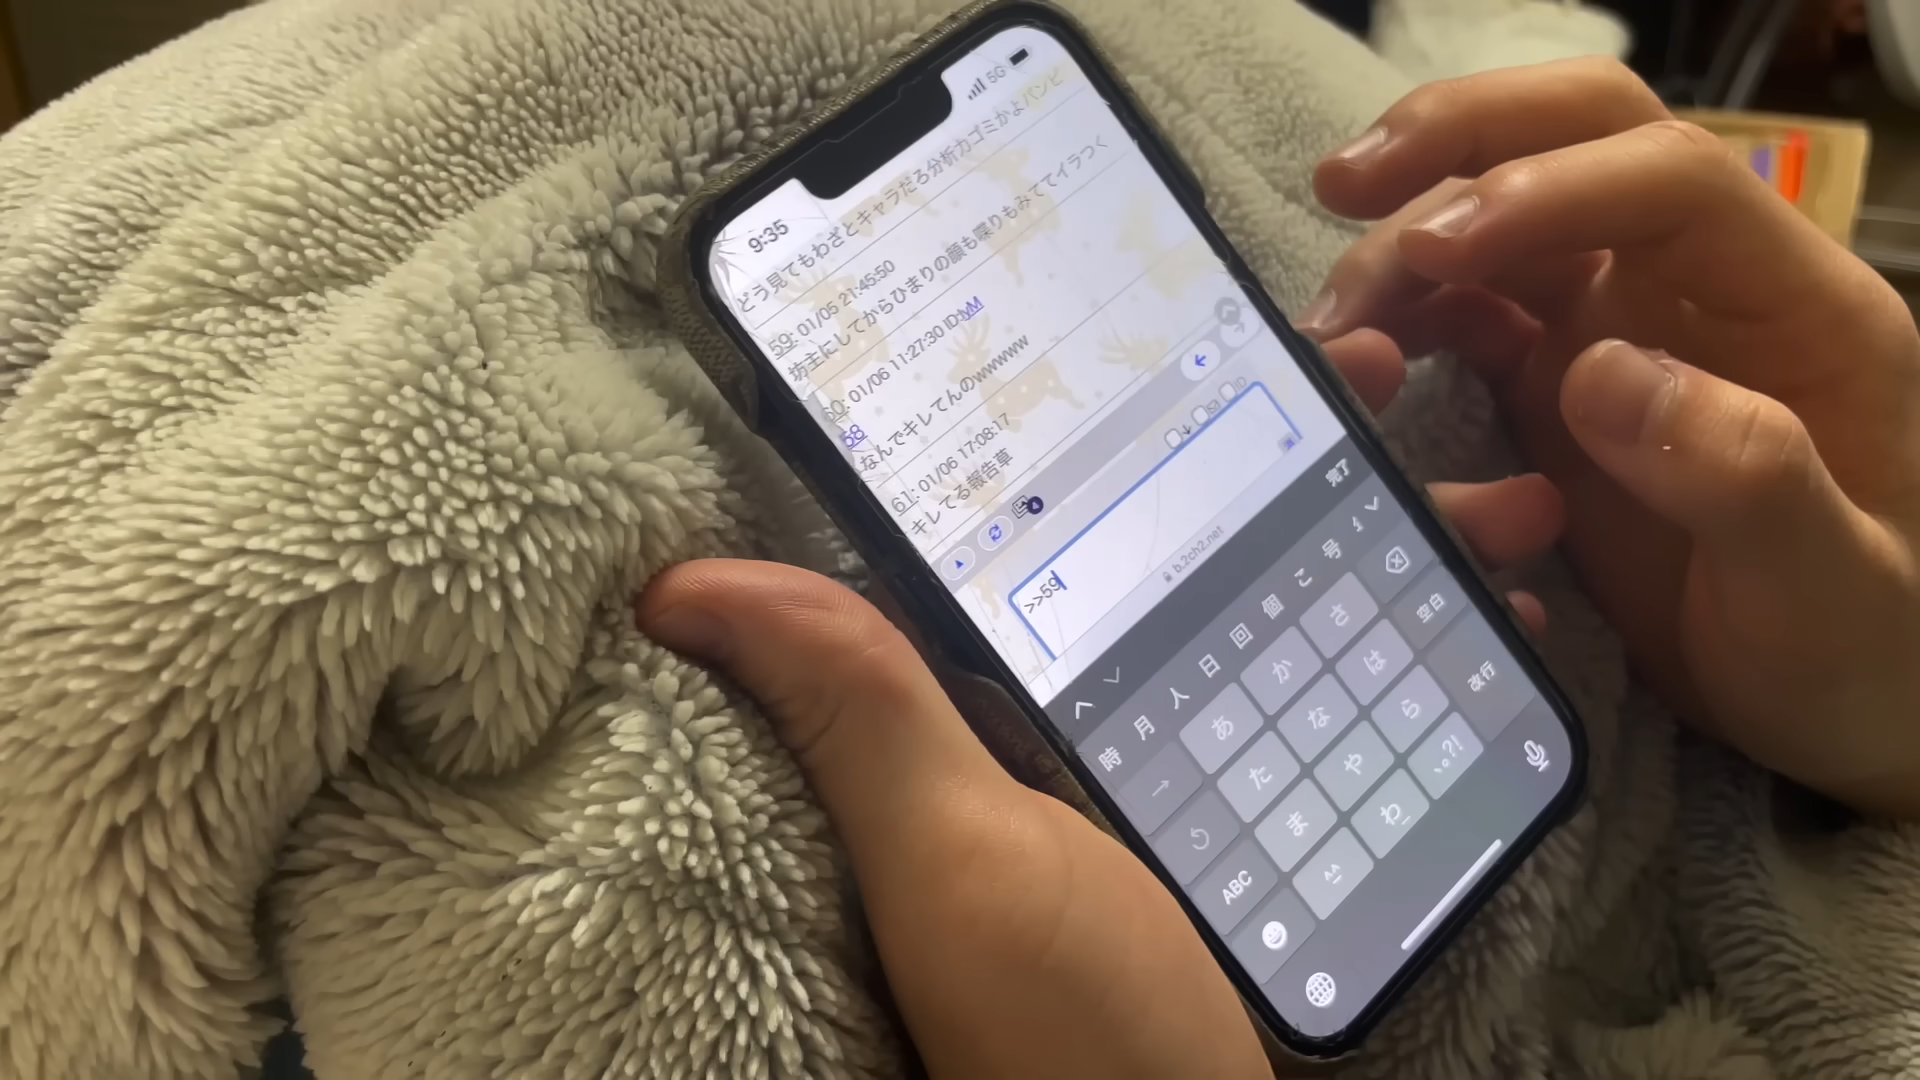 9:35
5G
どう見てもわざとキャラだろ分析力ゴミかよバンビ
59: 01/05 21:45:50
坊主にしてからひまりの顔も喋りもみててイラつく
60: 01/06 11:27:30 ID:jyM
58
なんでキレてんのwwwww
61: 01/06 17:08:17
キレてる報告草
▲
4
↓
ID
>>59
b.2ch2.net
完了
時 月 人 日 回 個 こ 号
→ あ か さ
た な は 空白
ABC ま や ら 改行
^^ わ_ 、。?!